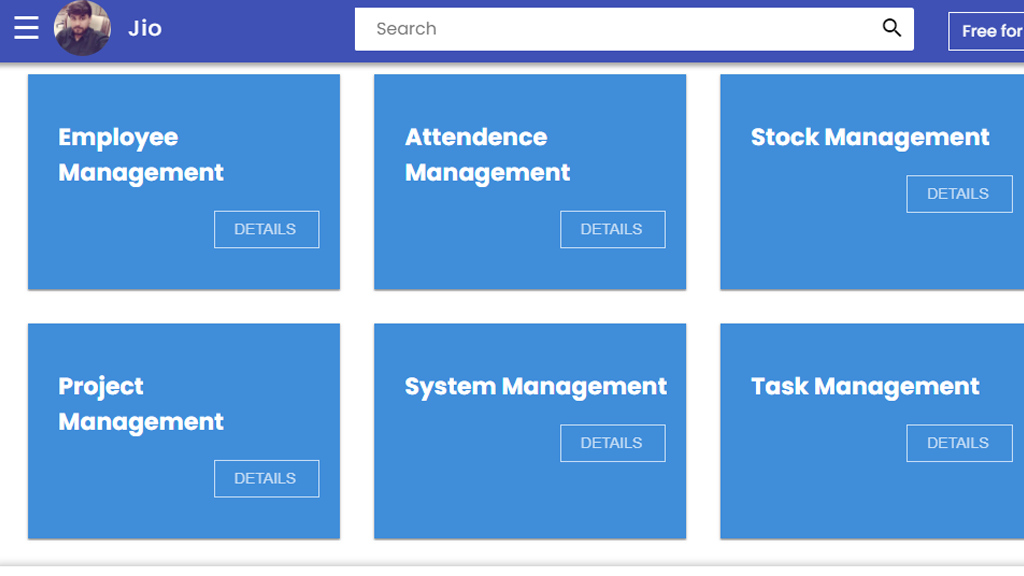 Jio
Search
Free for
Employee
Management
DETAILS
Attendence
Management
DETAILS
Stock Management
DETAILS
Project
Management
DETAILS
System Management
DETAILS
Task Management
DETAILS